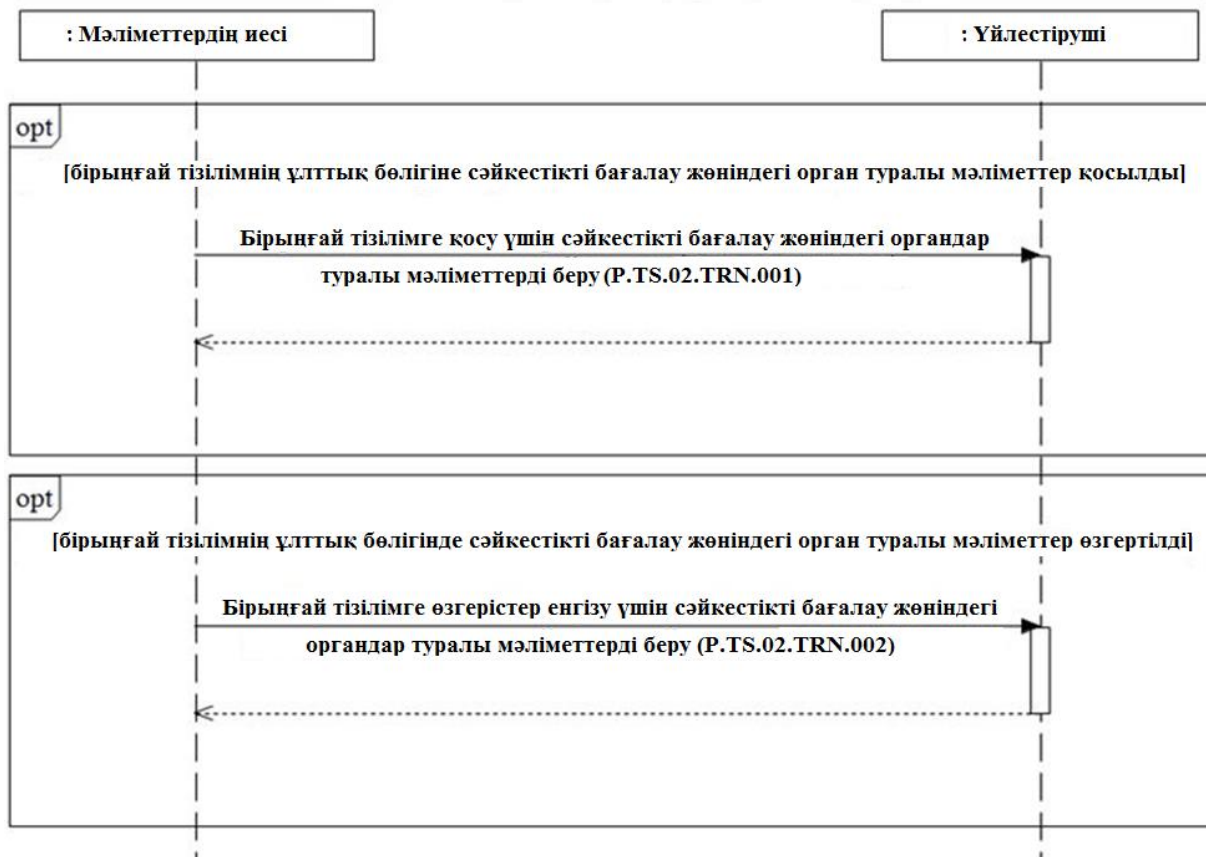 : Мәліметтердің иесі
: Үйлестіруші
opt
[бірыңғай тізілімнің ұлттық бөлігіне сәйкестікті бағалау жөніндегі орган туралы мәліметтер қосылды]
Бірыңғай тізілімге қосу үшін сәйкестікті бағалау жөніндегі органдар
туралы мәліметтерді беру (P.TS.02.TRN.001)
opt
[бірыңғай тізілімнің ұлттық бөлігінде сәйкестікті бағалау жөніндегі орган туралы мәліметтер өзгертілді]
Бірыңғай тізілімге өзгерістер енгізу үшін сәйкестікті бағалау жөніндегі
органдар туралы мәліметтерді беру (P.TS.02.TRN.002)